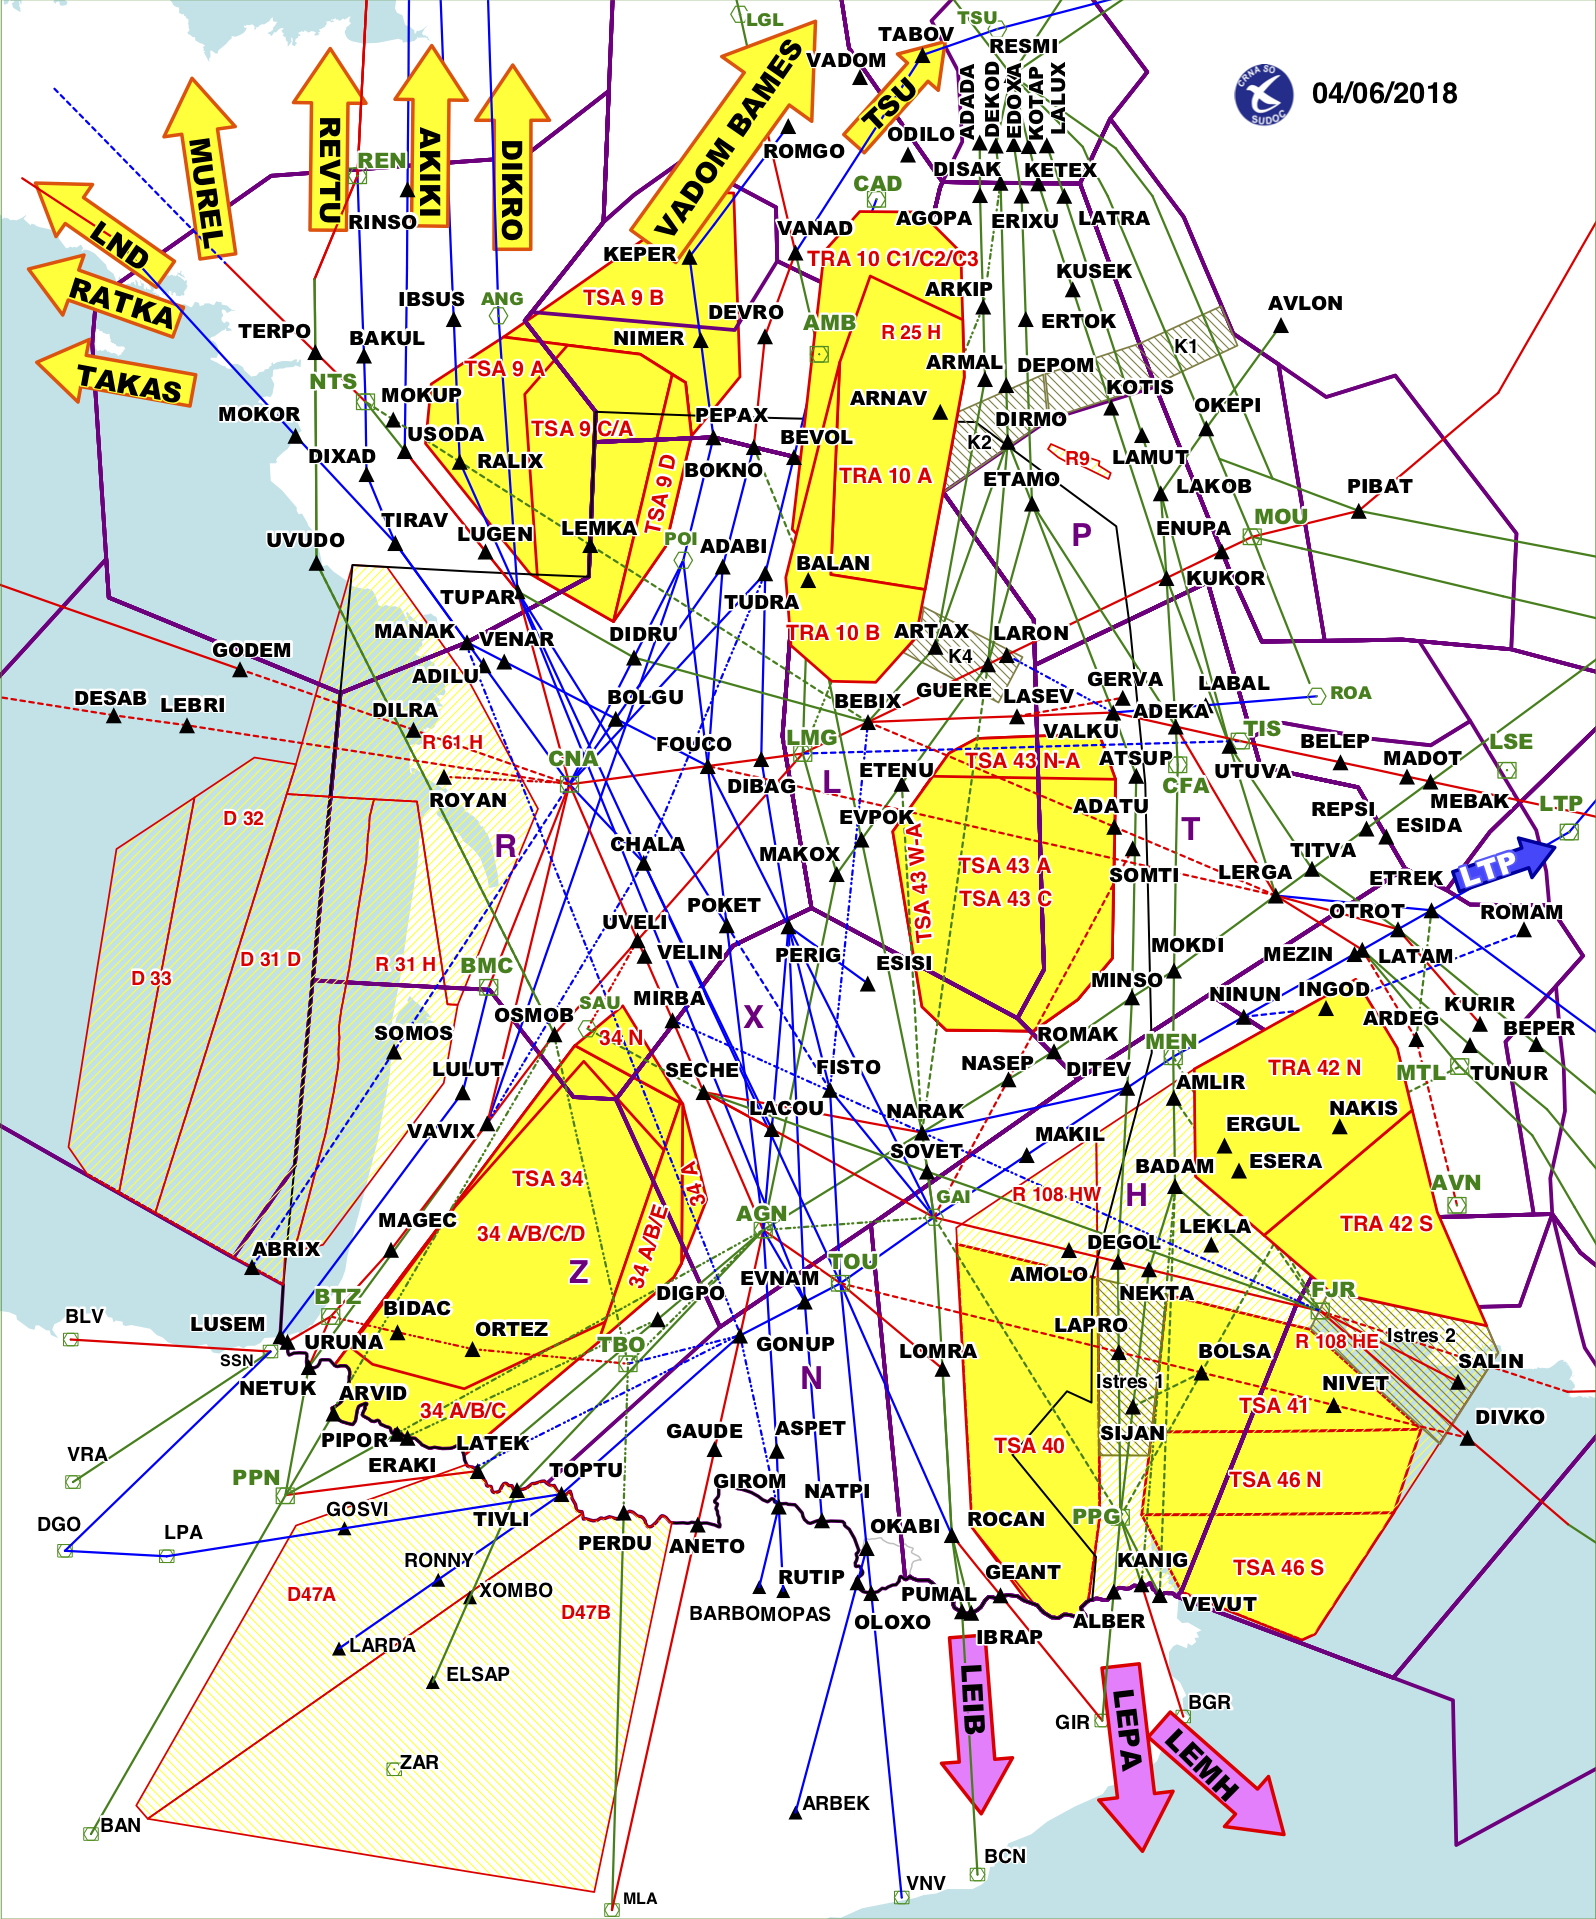 LGL
TSU
TABOV
VADOM
RESMI
ADADA
DEKOD
EDOXA
KOTAP
LALUX
CRNA SO
SUDOC
04/06/2018
VADOM BAMES
TSU
ODILO
ROMGO
MUREL
REVTU
AKIKI
DIKRO
REN
RINSO
DISAK
KETEX
CAD
AGOPA
ERIXU
LATRA
LND
RATKA
TAKAS
VANAD
KEPER
TRA 10 C1/C2/C3
KUSEK
ARKIP
AVLON
IBSUS
ANG
TSA 9 B
DEVRO
AMB
R 25 H
ERTOK
TERPO
BAKUL
NIMER
K1
ARMAL
DEPOM
NTS
MOKUP
TSA 9 A
KOTIS
MOKOR
ARNAV
OKEPI
PEPAX
DIRMO
USODA
TSA 9 C/A
BEVOL
K2
R9
LAMUT
DIXAD
RALIX
BOKNO
TSA 9 D
TRA 10 A
ETAMO
LAKOB
PIBAT
TIRAV
LUGEN
LEMKA
MOU
ENUPA
UVUDO
POI
ADABI
P
BALAN
KUKOR
TUPAR
TUDRA
MANAK
VENAR
DIDRU
TRA 10 B
ARTAX
LARON
K4
GODEM
ADILU
GERVA
LABAL
ROA
DESAB
LEBRI
BOLGU
GUERE
BEBIX
LASEV
ADEKA
DILRA
R 61 H
VALKU
TIS
FOUCO
LMG
BELEP
LSE
CNA
TSA 43 N-A
ATSUP
MADOT
ETENU
UTUVA
ROYAN
DIBAG
L
CFA
MEBAK
LTP
ADATU
REPSI
D 32
EVPOK
T
ESIDA
R
CHALA
MAKOX
TSA 43 W-A
TSA 43 A
TSA 43 C
SOMTI
TITVA
LERGA
ETREK
LTP
POKET
OTROT
ROMAM
UVELI
MOKDI
VELIN
PERIG
ESISI
MEZIN
LATAM
D 33
D 31 D
R 31 H
BMC
MINSO
SAU
MIRBA
NINUN
INGOD
KURIR
OSMOB
X
ARDEG
BEPER
SOMOS
34 N
ROMAK
MEN
LULUT
SECHE
FISTO
NASEP
DITEV
TRA 42 N
MTL
TUNUR
AMLIR
LACOU
NARAK
NAKIS
VAVIX
ERGUL
MAKIL
SOVET
ESERA
BADAM
TSA 34
34 A
R 108 HW
H
AVN
GAI
AGN
MAGEC
34 A/B/C/D
34 A/B/E
LEKLA
TRA 42 S
ABRIX
DEGOL
Z
TOU
AMOLO
EVNAM
NEKTA
FJR
BTZ
DIGPO
BLV
BIDAC
LUSEM
URUNA
ORTEZ
LAPRO
R 108 HE
Istres 2
SSN
TBO
GONUP
LOMRA
BOLSA
SALIN
NETUK
N
Istres 1
NIVET
ARVID
34 A/B/C
TSA 41
DIVKO
PIPOR
GAUDE
ASPET
SIJAN
VRA
LATEK
TSA 40
ERAKI
PPN
TOPTU
GIROM
NATPI
TSA 46 N
GOSVI
TIVLI
DGO
LPA
OKABI
ROCAN
PPG
PERDU
ANETO
RONNY
KANIG
TSA 46 S
D47A
XOMBO
RUTIP
GEANT
D47B
BARBO
MOPAS
PUMAL
VEVUT
OLOXO
ALBER
IBRAP
LARDA
ELSAP
LEIB
LEPA
LEMH
GIR
BGR
ZAR
ARBEK
BAN
BCN
VNV
MLA